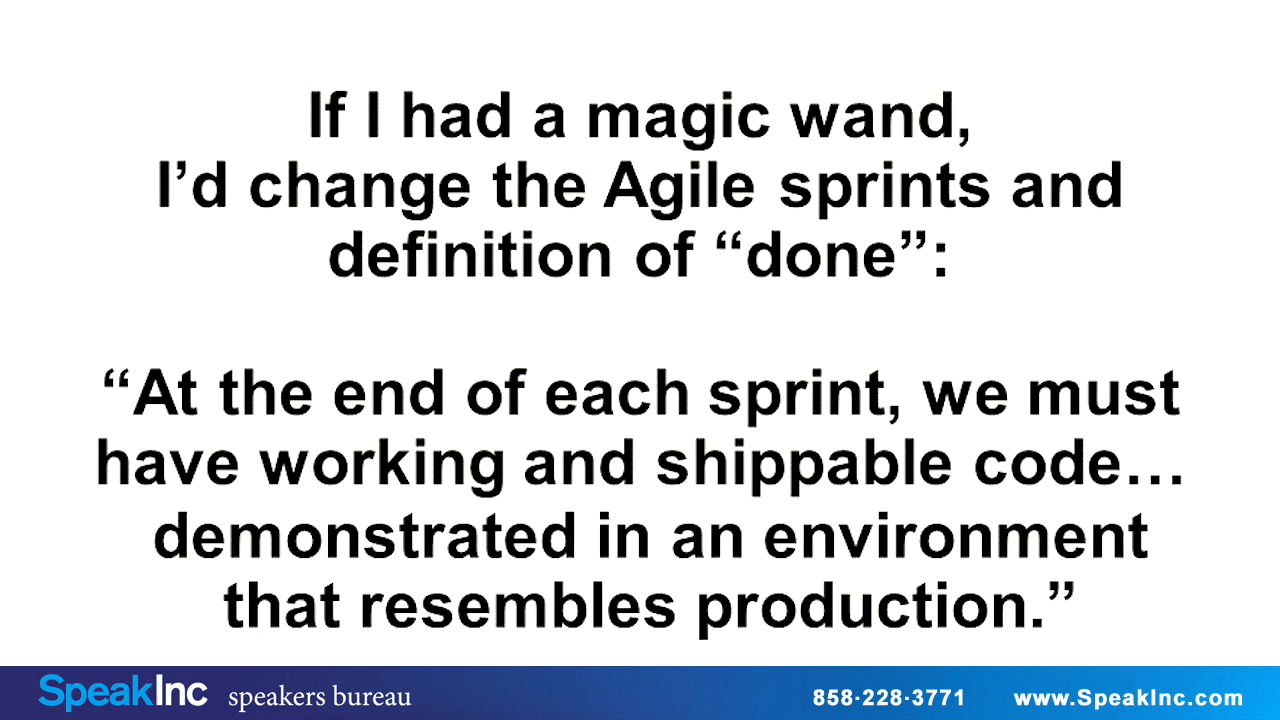 If I had a magic wand,
I’d change the Agile sprints and
definition of “done”:
“At the end of each sprint, we must
have working and shippable code…
demonstrated in an environment
that resembles production.”
SpeakInc speakers bureau 858·228·3771 www.SpeakInc.com